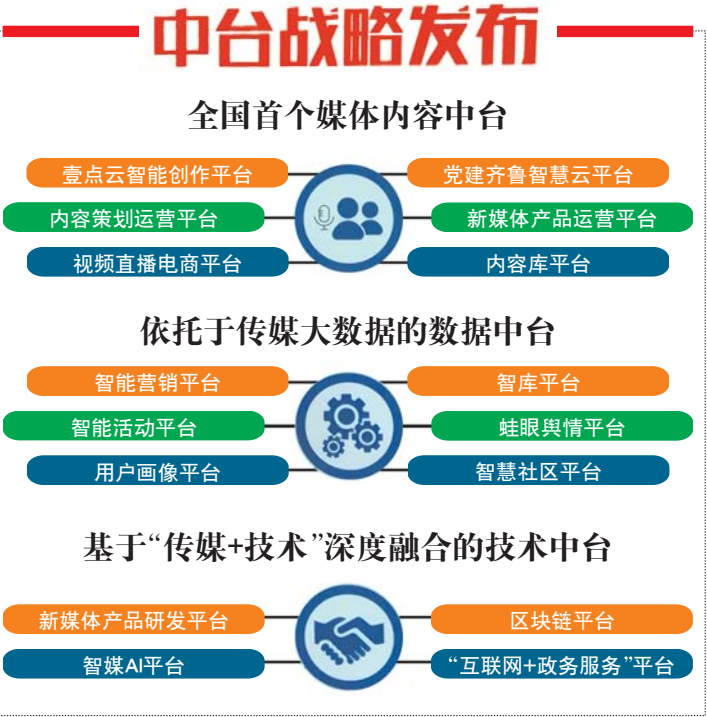 中台战略发布
全国首个媒体内容中台
壹点云智能创作平台
党建齐鲁智慧云平台
内容策划运营平台
新媒体产品运营平台
视频直播电商平台
内容库平台
依托于传媒大数据的数据中台
智能营销平台
智库平台
智能活动平台
蛙眼舆情平台
用户画像平台
智慧社区平台
基于“传媒+技术”深度融合的技术中台
新媒体产品研发平台
区块链平台
智媒AI平台
“互联网+政务服务”平台